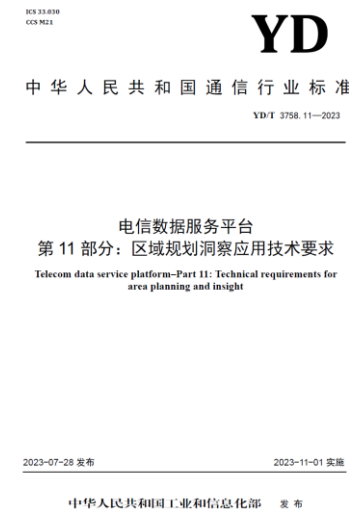 ICS 33.030
CCS M21
YD
中华人民共和国通信行业标准
YD/T 3758.11—2023
电信数据服务平台
第 11 部分：区域规划洞察应用技术要求
Telecom data service platform–Part 11: Technical requirements for
area planning and insight
2023-07-28 发布
2023-11-01 实施
中华人民共和国工业和信息化部 发 布